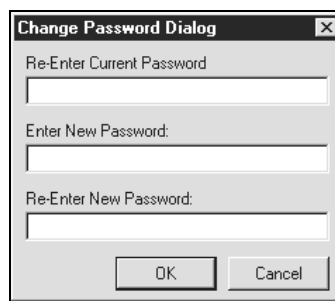 Change Password Dialog
Re-Enter Current Password
Enter New Password:
Re-Enter New Password:
OK Cancel